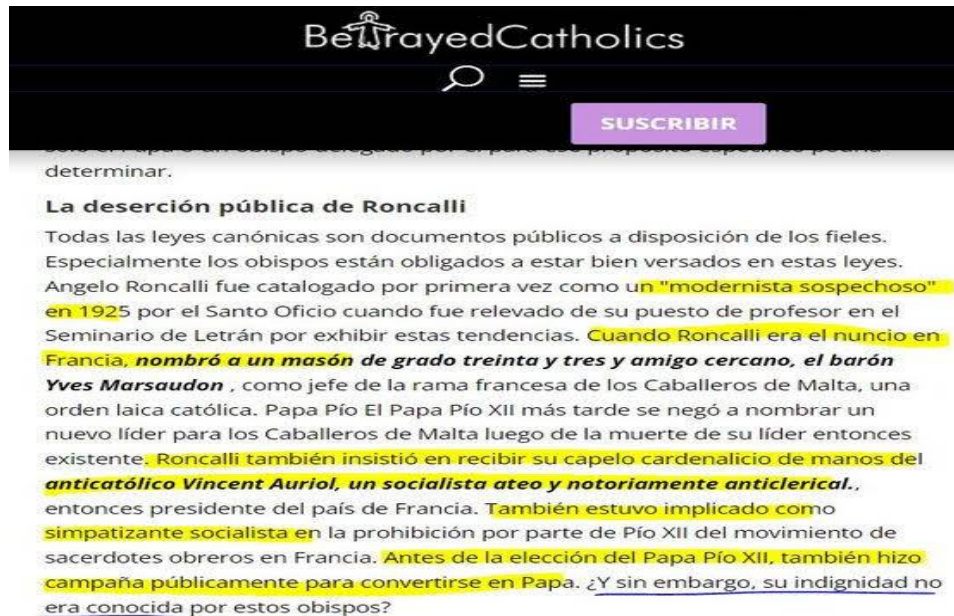 BetrayedCatholics
SUSCRIBIR
determinar.
La deserción pública de Roncalli
Todas las leyes canónicas son documentos públicos a disposición de los fieles.
Especialmente los obispos están obligados a estar bien versados en estas leyes.
Angelo Roncalli fue catalogado por primera vez como un "modernista sospechoso"
en 1925 por el Santo Oficio cuando fue relevado de su puesto de profesor en el
Seminario de Letrán por exhibir estas tendencias. Cuando Roncalli era el nuncio en
Francia, nombró a un masón de grado treinta y tres y amigo cercano, el barón
Yves Marsaudon , como jefe de la rama francesa de los Caballeros de Malta, una
orden laica católica. Papa Pío El Papa Pío XII más tarde se negó a nombrar un
nuevo líder para los Caballeros de Malta luego de la muerte de su líder entonces
existente. Roncalli también insistió en recibir su capelo cardenalicio de manos del
anticatólico Vincent Auriol, un socialista ateo y notoriamente anticlerical.,
entonces presidente del país de Francia. También estuvo implicado como
simpatizante socialista en la prohibición por parte de Pío XII del movimiento de
sacerdotes obreros en Francia. Antes de la elección del Papa Pío XII, también hizo
campaña públicamente para convertirse en Papa. ¿Y sin embargo, su indignidad no
era conocida por estos obispos?